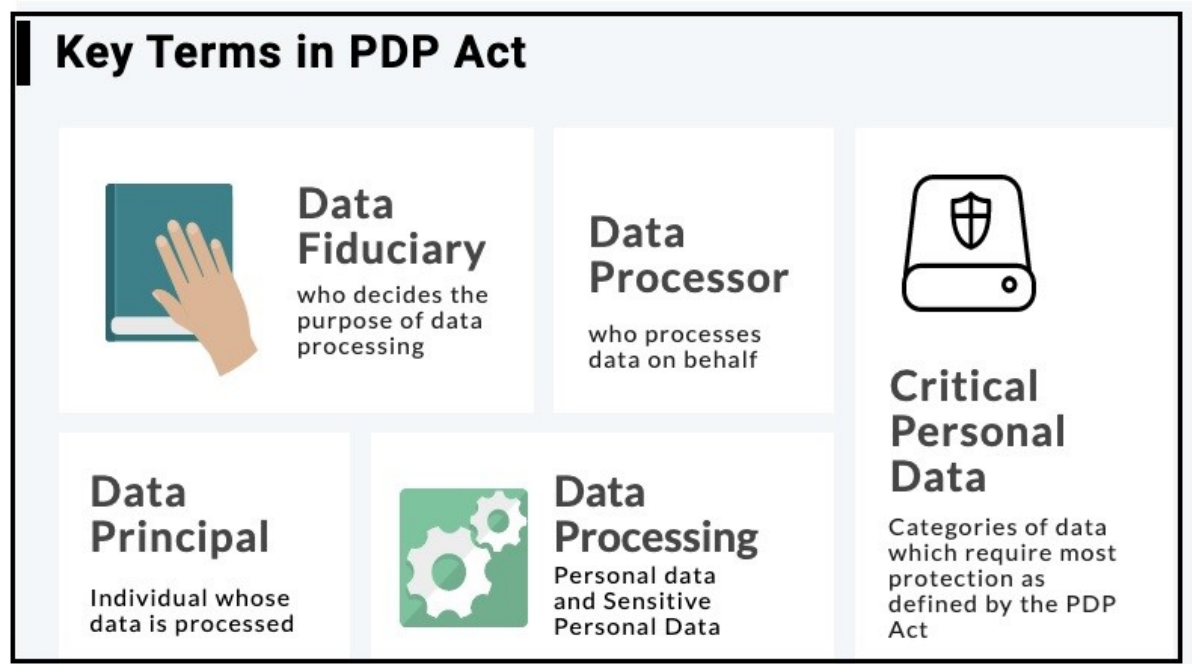 Key Terms in PDP Act
Data
Fiduciary
who decides the
purpose of data
processing
Data
Processor
who processes
data on behalf
Critical
Personal
Data
Categories of data
which require most
protection as
defined by the PDP
Act
Data
Principal
Individual whose
data is processed
Data
Processing
Personal data
and Sensitive
Personal Data